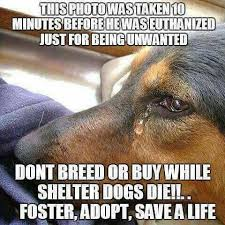 THIS PHOTO WAS TAKEN 10
MINUTES BEFORE HE WAS EUTHANIZED
JUST FOR BEING UNWANTED
DONT BREED OR BUY WHILE
SHELTER DOGS DIE!!. .
FOSTER, ADOPT, SAVE A LIFE